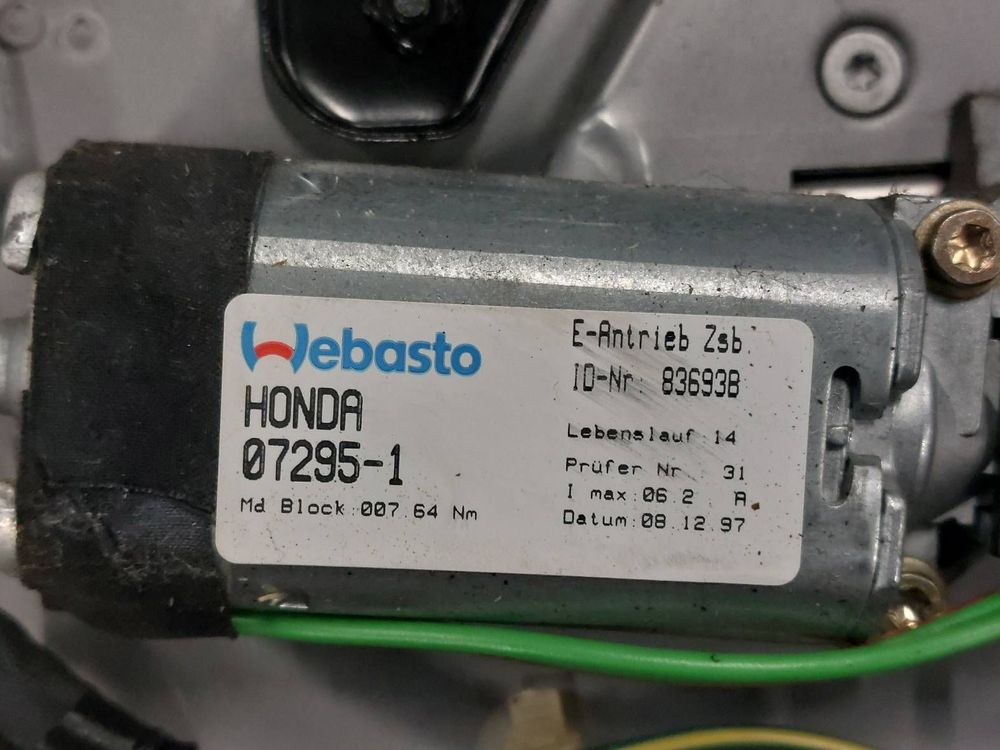 Webasto
HONDA
07295-1
Md Block:007.64 Nm
E-Antrieb Zsb.
ID-Nr: 83693B
Lebenslauf:14
Prüfer Nr: 31
I max:06.2 A
Datum:08.12.97